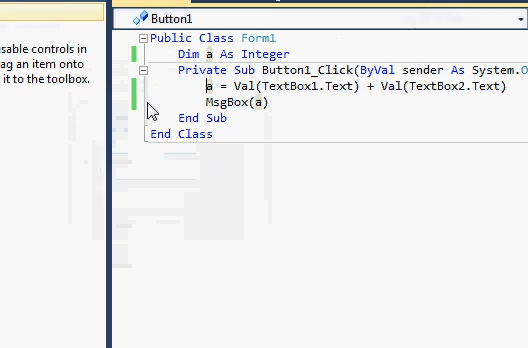 Button1
Public Class Form1
Dim a As Integer
Private Sub Button1_Click(ByVal sender As System.O
a = Val(TextBox1.Text) + Val(TextBox2.Text)
MsgBox(a)
End Sub
End Class
usable controls in
ag an item onto
it to the toolbox.